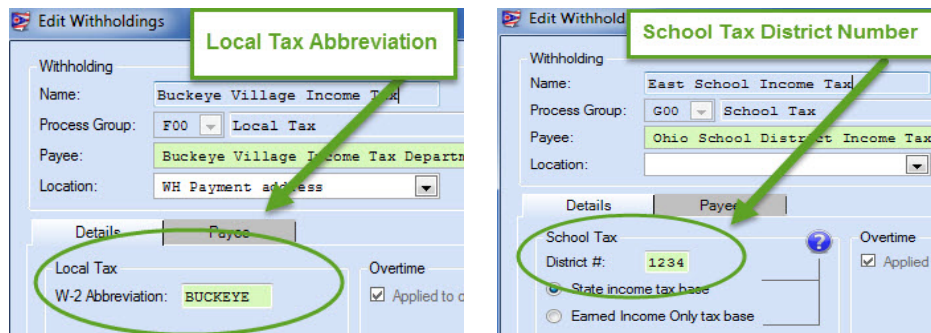 Edit Withholdings
Local Tax Abbreviation
Withholding
Name: Buckeye Village Income Tax
Process Group: F00 Local Tax
Payee: Buckeye Village Income Tax Departm
Location: WH Payment address
Details Payee
Local Tax
W-2 Abbreviation: BUCKEYE
Overtime
Applied to o
Edit Withhold
School Tax District Number
Withholding
Name: East School Income Tax
Process Group: G00 School Tax
Payee: Ohio School District Income Tax
Location:
Details Payee
School Tax
District #: 1234
State income tax base
Earned Income Only tax base
Overtime
Applied